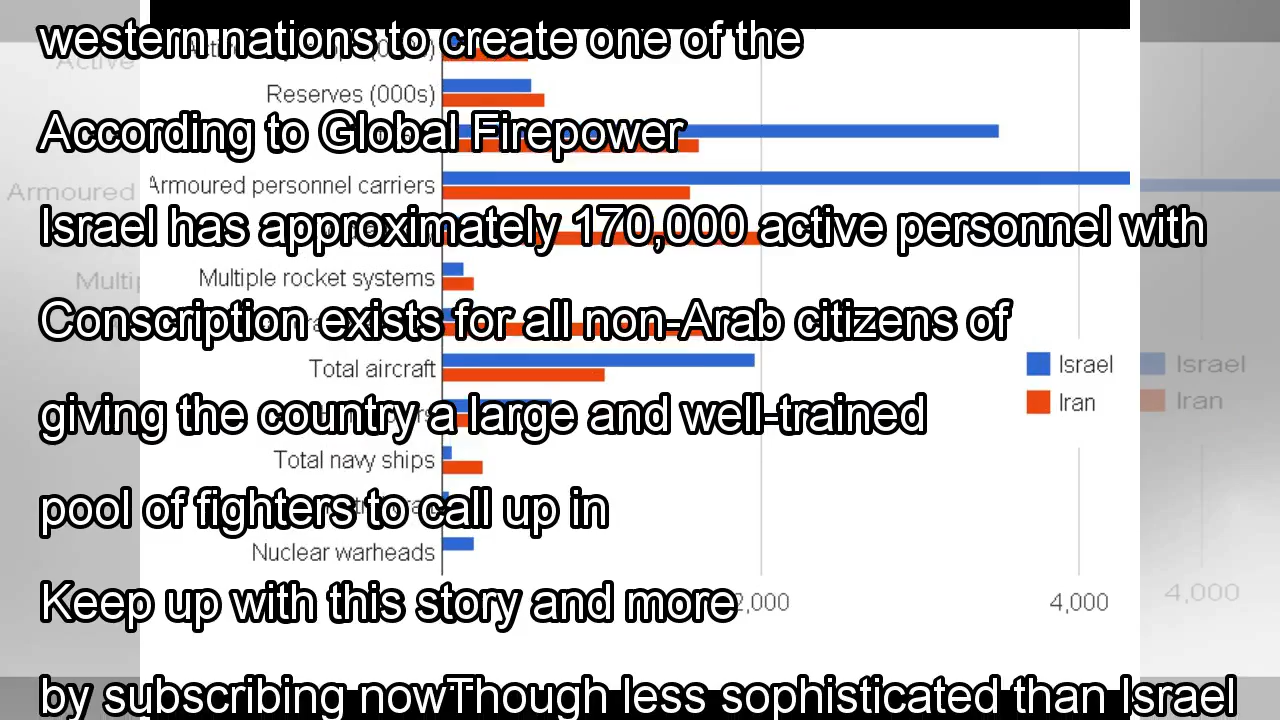 western nations to create one of the
Reserves (000s)
According to Global Firepower
Armoured personnel carriers
Armoured
Israel has approximately 170,000 active personnel with
Multiple rocket systems
Conscription exists for all non-Arab citizens of
Total aircraft
Israel
Israel
Iran
Iran
giving the country a large and well-trained
Total navy ships
pool of fighters to call up in
Nuclear warheads
Keep up with this story and more
2,000
4,000
4,000
by subscribing nowThough less sophisticated than Israel